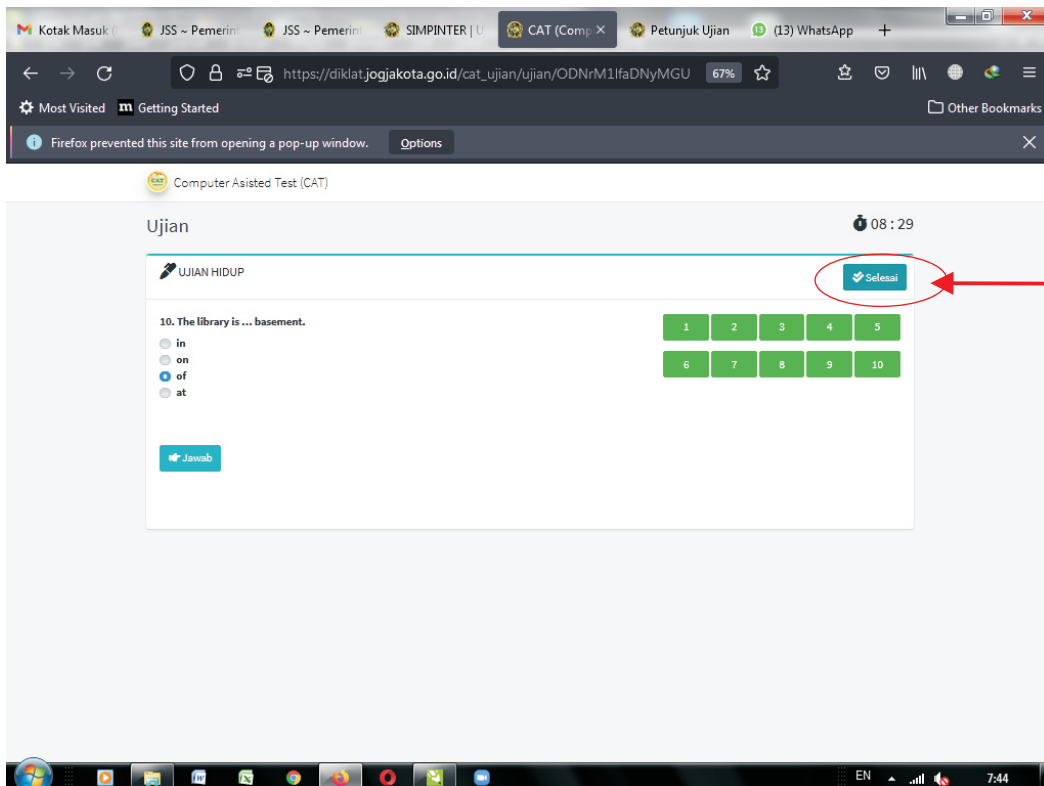 Kotak Masuk (
JSS ~ Pemerin
JSS ~ Pemerin
SIMPINTER | U
CAT (Comp
Petunjuk Ujian
(13) WhatsApp
https://diklat.jogjakota.go.id/cat_ujian/ujian/ODNrM1lfaDNyMGU
67%
Most Visited
Getting Started
Other Bookmarks
Firefox prevented this site from opening a pop-up window.
Options
Computer Asisted Test (CAT)
Ujian
08 : 29
UJIAN HIDUP
Selesai
10. The library is ... basement.
in
on
of
at
1 2 3 4 5
6 7 8 9 10
Jawab
EN
7:44